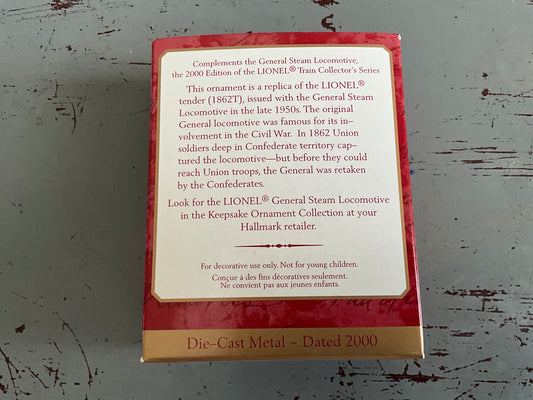 Complements the General Steam Locomotive,
the 2000 Edition of the LIONEL® Train Collector's Series
This ornament is a replica of the LIONEL®
tender (1862T), issued with the General Steam
Locomotive in the late 1950s. The original
General locomotive was famous for its in–
volvement in the Civil War. In 1862 Union
soldiers deep in Confederate territory cap–
tured the locomotive—but before they could
reach Union troops, the General was retaken
by the Confederates.
Look for the LIONEL® General Steam Locomotive
in the Keepsake Ornament Collection at your
Hallmark retailer.
For decorative use only. Not for young children.
Conçue à des fins décoratives seulement.
Ne convient pas aux jeunes enfants.
Die–Cast Metal ~ Dated 2000